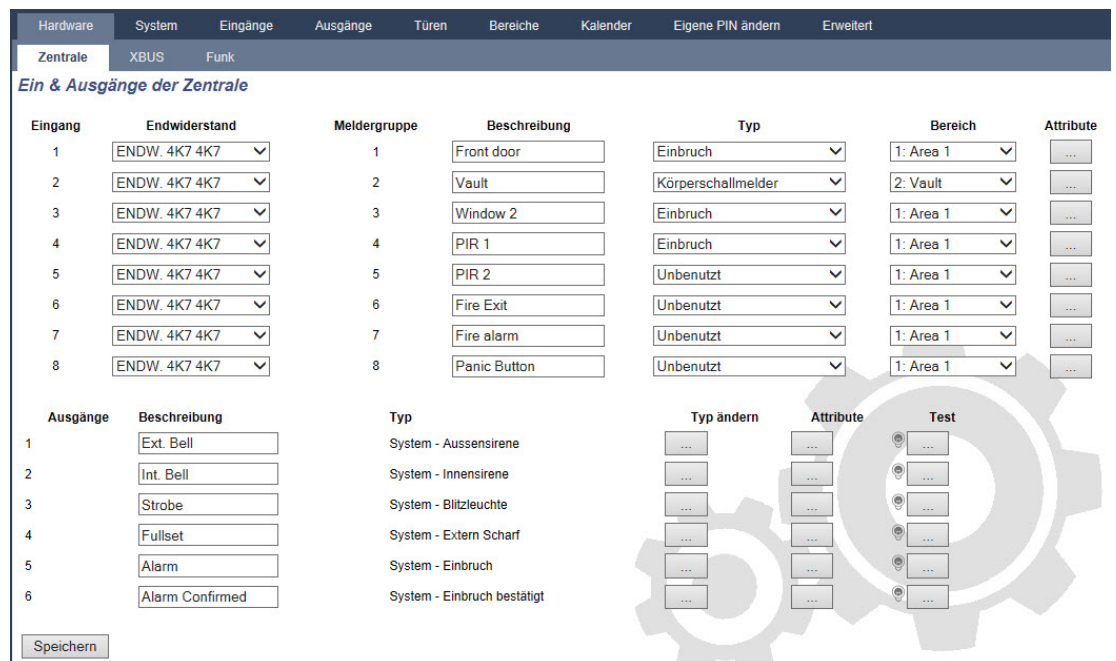 Hardware System Eingänge Ausgänge Türen Bereiche Kalender Eigene PIN ändern Erweitert
Zentrale XBUS Funk
Ein & Ausgänge der Zentrale
Eingang Endwiderstand Meldergruppe Beschreibung Typ Bereich Attribute
1 ENDW. 4K7 4K7 1 Front door Einbruch 1: Area 1 ...
2 ENDW. 4K7 4K7 2 Vault Körperschallmelder 2: Vault ...
3 ENDW. 4K7 4K7 3 Window 2 Einbruch 1: Area 1 ...
4 ENDW. 4K7 4K7 4 PIR 1 Einbruch 1: Area 1 ...
5 ENDW. 4K7 4K7 5 PIR 2 Unbenutzt 1: Area 1 ...
6 ENDW. 4K7 4K7 6 Fire Exit Unbenutzt 1: Area 1 ...
7 ENDW. 4K7 4K7 7 Fire alarm Unbenutzt 1: Area 1 ...
8 ENDW. 4K7 4K7 8 Panic Button Unbenutzt 1: Area 1 ...
Ausgänge Beschreibung Typ Typ ändern Attribute Test
1 Ext. Bell System - Aussensirene ... ... ...
2 Int. Bell System - Innensirene ... ... ...
3 Strobe System - Blitzleuchte ... ... ...
4 Fullset System - Extern Scharf ... ... ...
5 Alarm System - Einbruch ... ... ...
6 Alarm Confirmed System - Einbruch bestätigt ... ... ...
Speichern